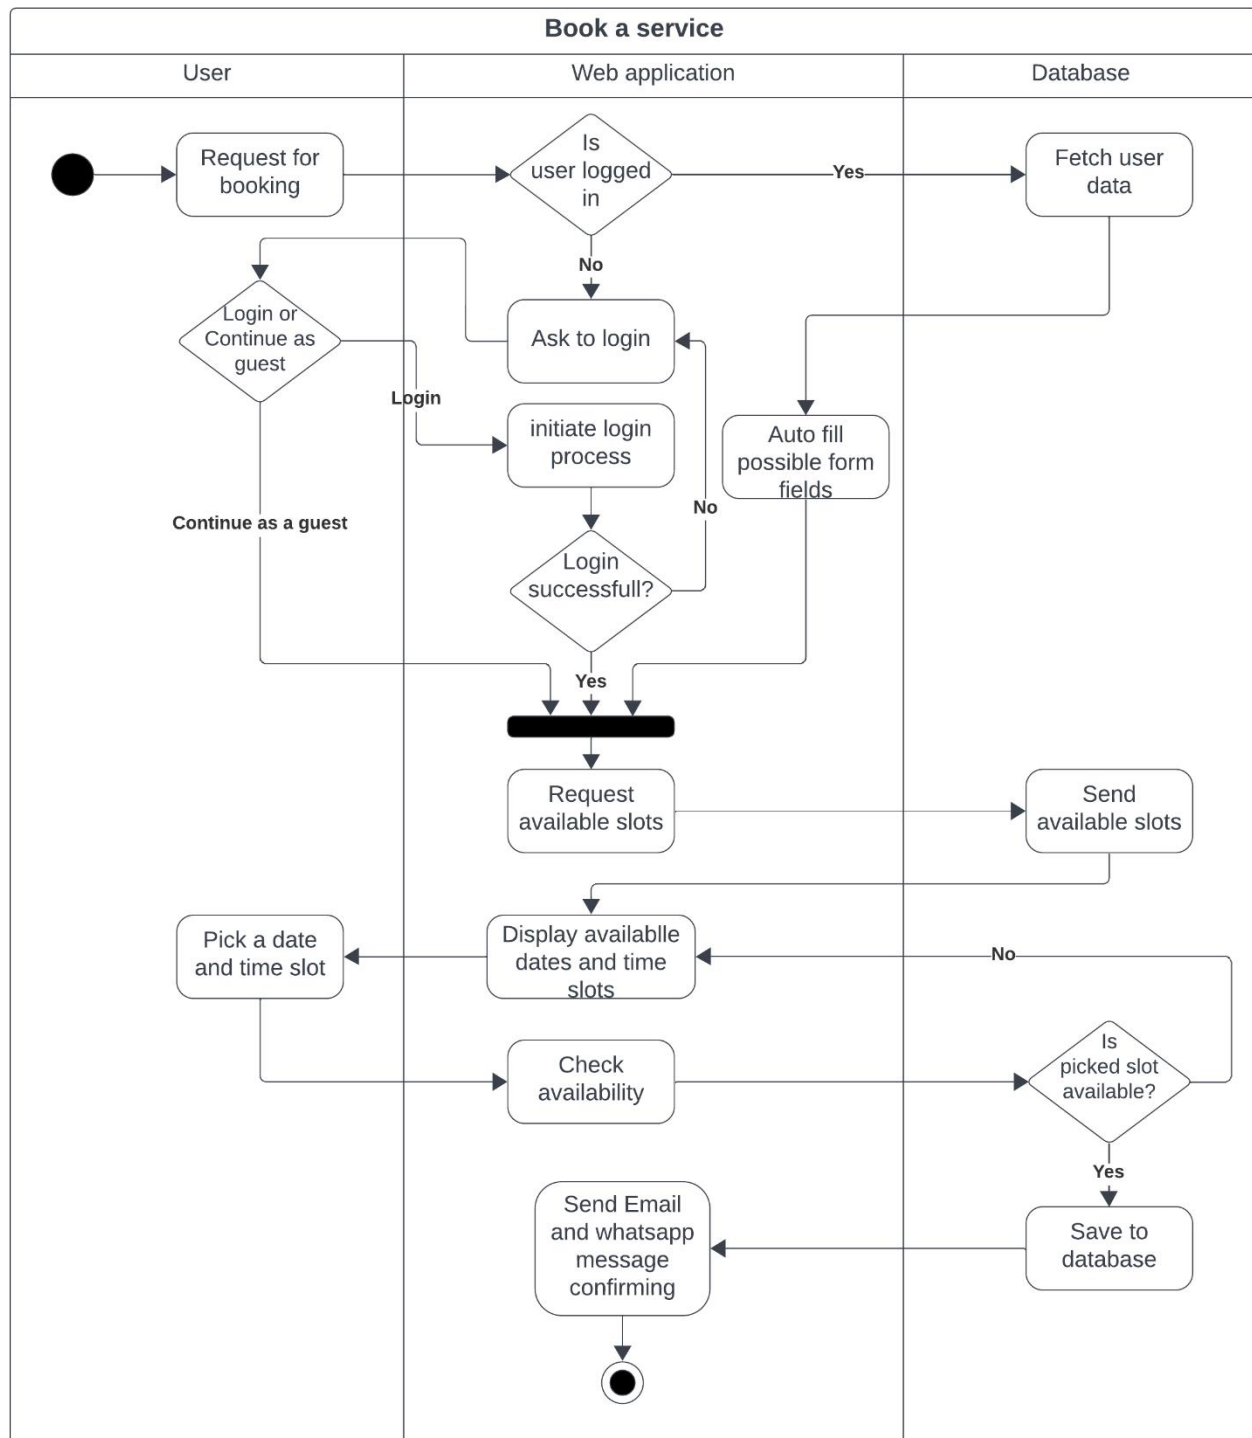 Book a service
User
Web application
Database
Request for
booking
Is
user logged
in
Yes
Fetch user
data
No
Login or
Continue as
guest
Ask to login
Login
initiate login
process
Auto fill
possible form
fields
No
Continue as a guest
Login
successfull?
Yes
Request
available slots
Send
available slots
Pick a date
and time slot
Display availablle
dates and time
slots
No
Check
availability
Is
picked slot
available?
Yes
Send Email
and whatsapp
message
confirming
Save to
database